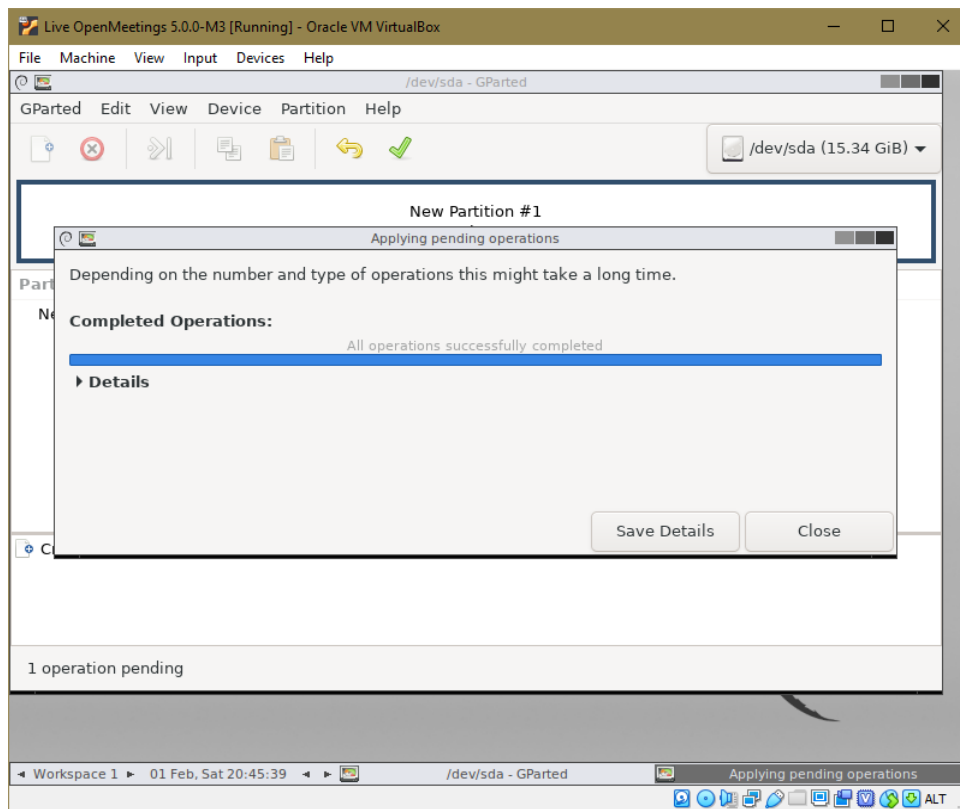 Live OpenMeetings 5.0.0-M3 [Running] - Oracle VM VirtualBox
File Machine View Input Devices Help
/dev/sda - GParted
GParted Edit View Device Partition Help
/dev/sda (15.34 GiB)
New Partition #1
Applying pending operations
Depending on the number and type of operations this might take a long time.
Part
Ne
Completed Operations:
All operations successfully completed
Details
Save Details Close
1 operation pending
Workspace 1 01 Feb, Sat 20:45:39 /dev/sda - GParted Applying pending operations
ALT